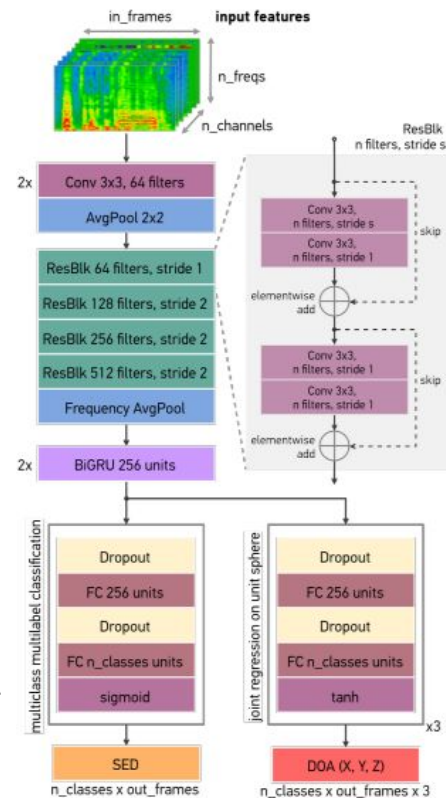 in_frames
input features
n_freqs
n_channels
2x
Conv 3x3, 64 filters
AvgPool 2x2
ResBlk 64 filters, stride 1
ResBlk 128 filters, stride 2
ResBlk 256 filters, stride 2
ResBlk 512 filters, stride 2
Frequency AvgPool
2x
BiGRU 256 units
ResBlk
n filters, stride s
Conv 3x3,
n filters, stride s
Conv 3x3,
n filters, stride 1
skip
elementwise
add
Conv 3x3,
n filters, stride 1
Conv 3x3,
n filters, stride 1
skip
elementwise
add
multiclass multilabel classification
Dropout
FC 256 units
Dropout
FC n_classes units
sigmoid
SED
n_classes x out_frames
joint regression on unit sphere
Dropout
FC 256 units
Dropout
FC n_classes units
tanh
x3
DOA (X, Y, Z)
n_classes x out_frames x 3